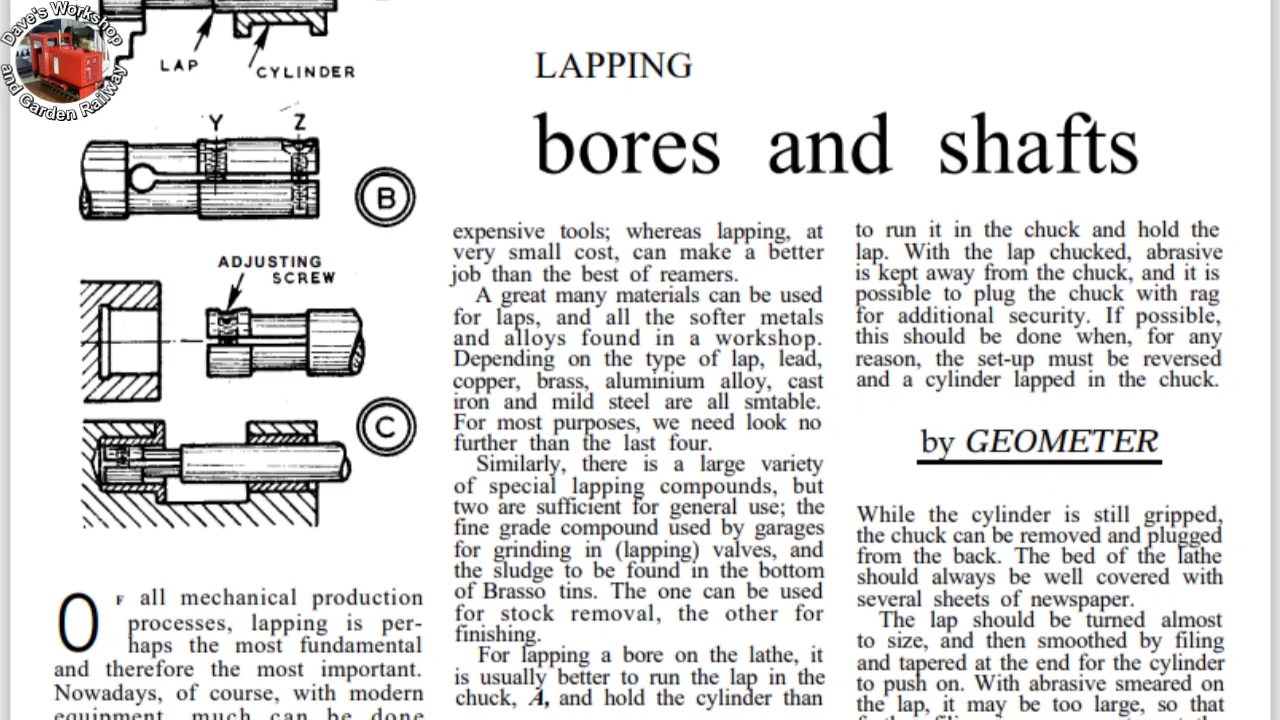 Dave's Workshop
and Garden Railway
LAP
CYLINDER
Y
Z
B
ADJUSTING
SCREW
C
LAPPING
bores and shafts
OF all mechanical production
processes, lapping is per-
haps the most fundamental
and therefore the most important.
Nowadays, of course, with modern
equipment, much can be done
expensive tools; whereas lapping, at
very small cost, can make a better
job than the best of reamers.
A great many materials can be used
for laps, and all the softer metals
and alloys found in a workshop.
Depending on the type of lap, lead,
copper, brass, aluminium alloy, cast
iron and mild steel are all smtable.
For most purposes, we need look no
further than the last four.
Similarly, there is a large variety
of special lapping compounds, but
two are sufficient for general use; the
fine grade compound used by garages
for grinding in (lapping) valves, and
the sludge to be found in the bottom
of Brasso tins. The one can be used
for stock removal, the other for
finishing.
For lapping a bore on the lathe, it
is usually better to run the lap in the
chuck, A, and hold the cylinder than
to run it in the chuck and hold the
lap. With the lap chucked, abrasive
is kept away from the chuck, and it is
possible to plug the chuck with rag
for additional security. If possible,
this should be done when, for any
reason, the set-up must be reversed
and a cylinder lapped in the chuck.
by GEOMETER
While the cylinder is still gripped,
the chuck can be removed and plugged
from the back. The bed of the lathe
should always be well covered with
several sheets of newspaper.
The lap should be turned almost
to size, and then smoothed by filing
and tapered at the end for the cylinder
to push on. With abrasive smeared on
the lap, it may be too large, so that